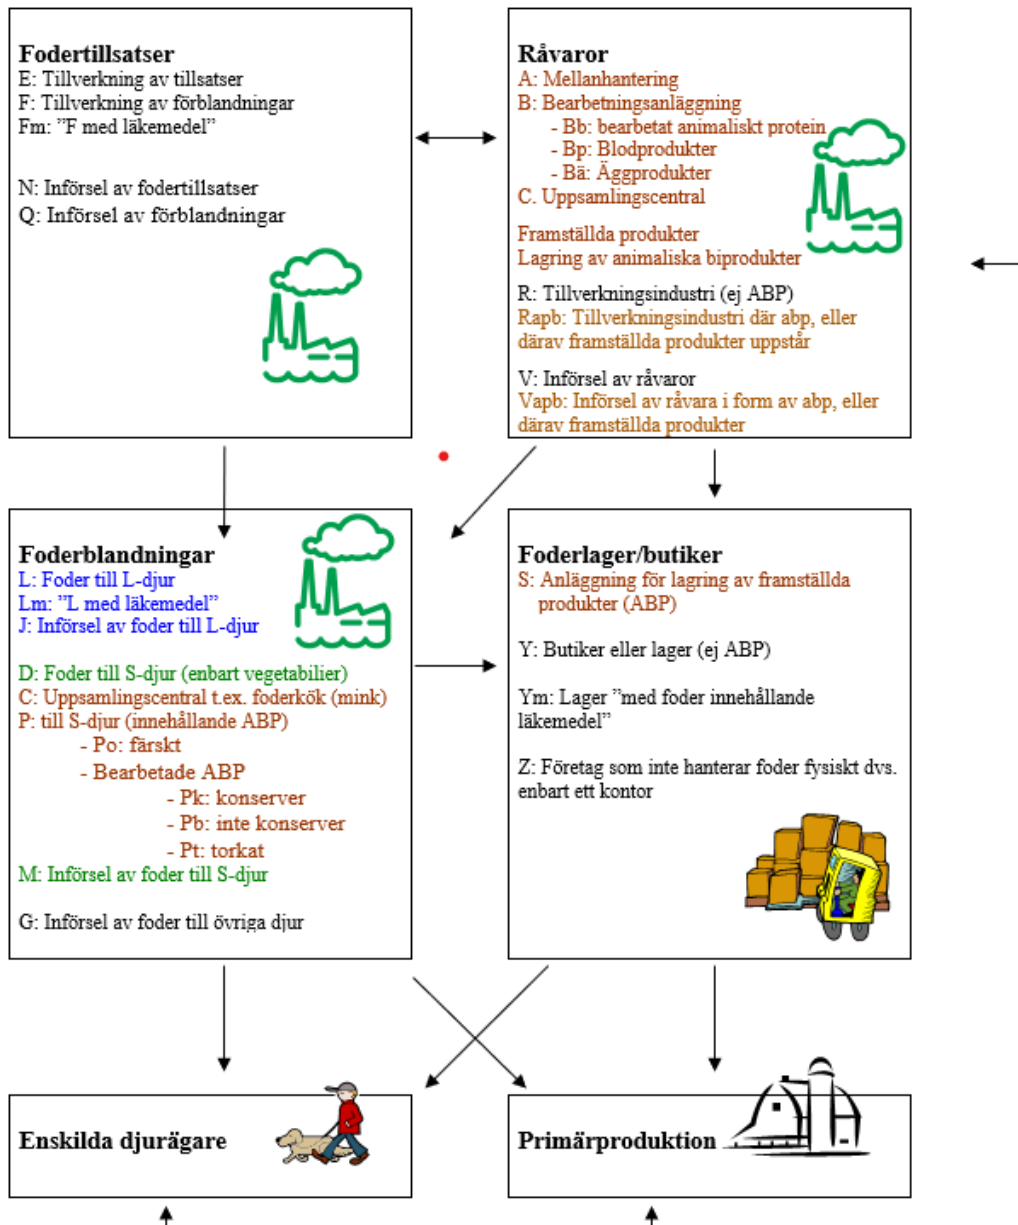 Fodertillsatser
E: Tillverkning av tillsatser
F: Tillverkning av förblandningar
Fm: ”F med läkemedel”
N: Införsel av fodertillsatser
Q: Införsel av förblandningar
Råvaror
A: Mellanhantering
B: Bearbetningsanläggning
- Bb: bearbetat animaliskt protein
- Bp: Blodprodukter
- Bä: Äggprodukter
C. Uppsamlingscentral
Framställda produkter
Lagring av animaliska biprodukter
R: Tillverkningsindustri (ej ABP)
Rapb: Tillverkningsindustri där abp, eller
därav framställda produkter uppstår
V: Införsel av råvaror
Vapb: Införsel av råvara i form av abp, eller
därav framställda produkter
Foderblandningar
L: Foder till L-djur
Lm: ”L med läkemedel”
J: Införsel av foder till L-djur
D: Foder till S-djur (enbart vegetabilier)
C: Uppsamlingscentral t.ex. foderkök (mink)
P: till S-djur (innehållande ABP)
- Po: färskt
- Bearbetade ABP
- Pk: konserver
- Pb: inte konserver
- Pt: torkat
M: Införsel av foder till S-djur
G: Införsel av foder till övriga djur
Foderlager/butiker
S: Anläggning för lagring av framställda
produkter (ABP)
Y: Butiker eller lager (ej ABP)
Ym: Lager ”med foder innehållande
läkemedel”
Z: Företag som inte hanterar foder fysiskt dvs.
enbart ett kontor
Enskilda djurägare
Primärproduktion